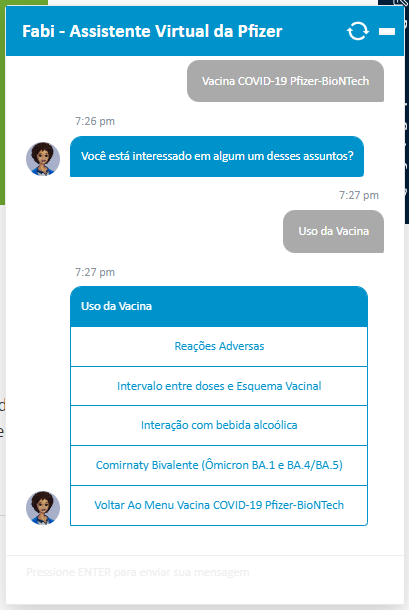 Fabi - Assistente Virtual da Pfizer
Vacina COVID-19 Pfizer-BioNTech
7:26 pm
Você está interessado em algum um desses assuntos?
7:27 pm
Uso da Vacina
7:27 pm
Uso da Vacina
Reações Adversas
Intervalo entre doses e Esquema Vacinal
Interação com bebida alcoólica
Comirnaty Bivalente (Ômicron BA.1 e BA.4/BA.5)
Voltar Ao Menu Vacina COVID-19 Pfizer-BioNTech
Pressione ENTER para enviar sua mensagem